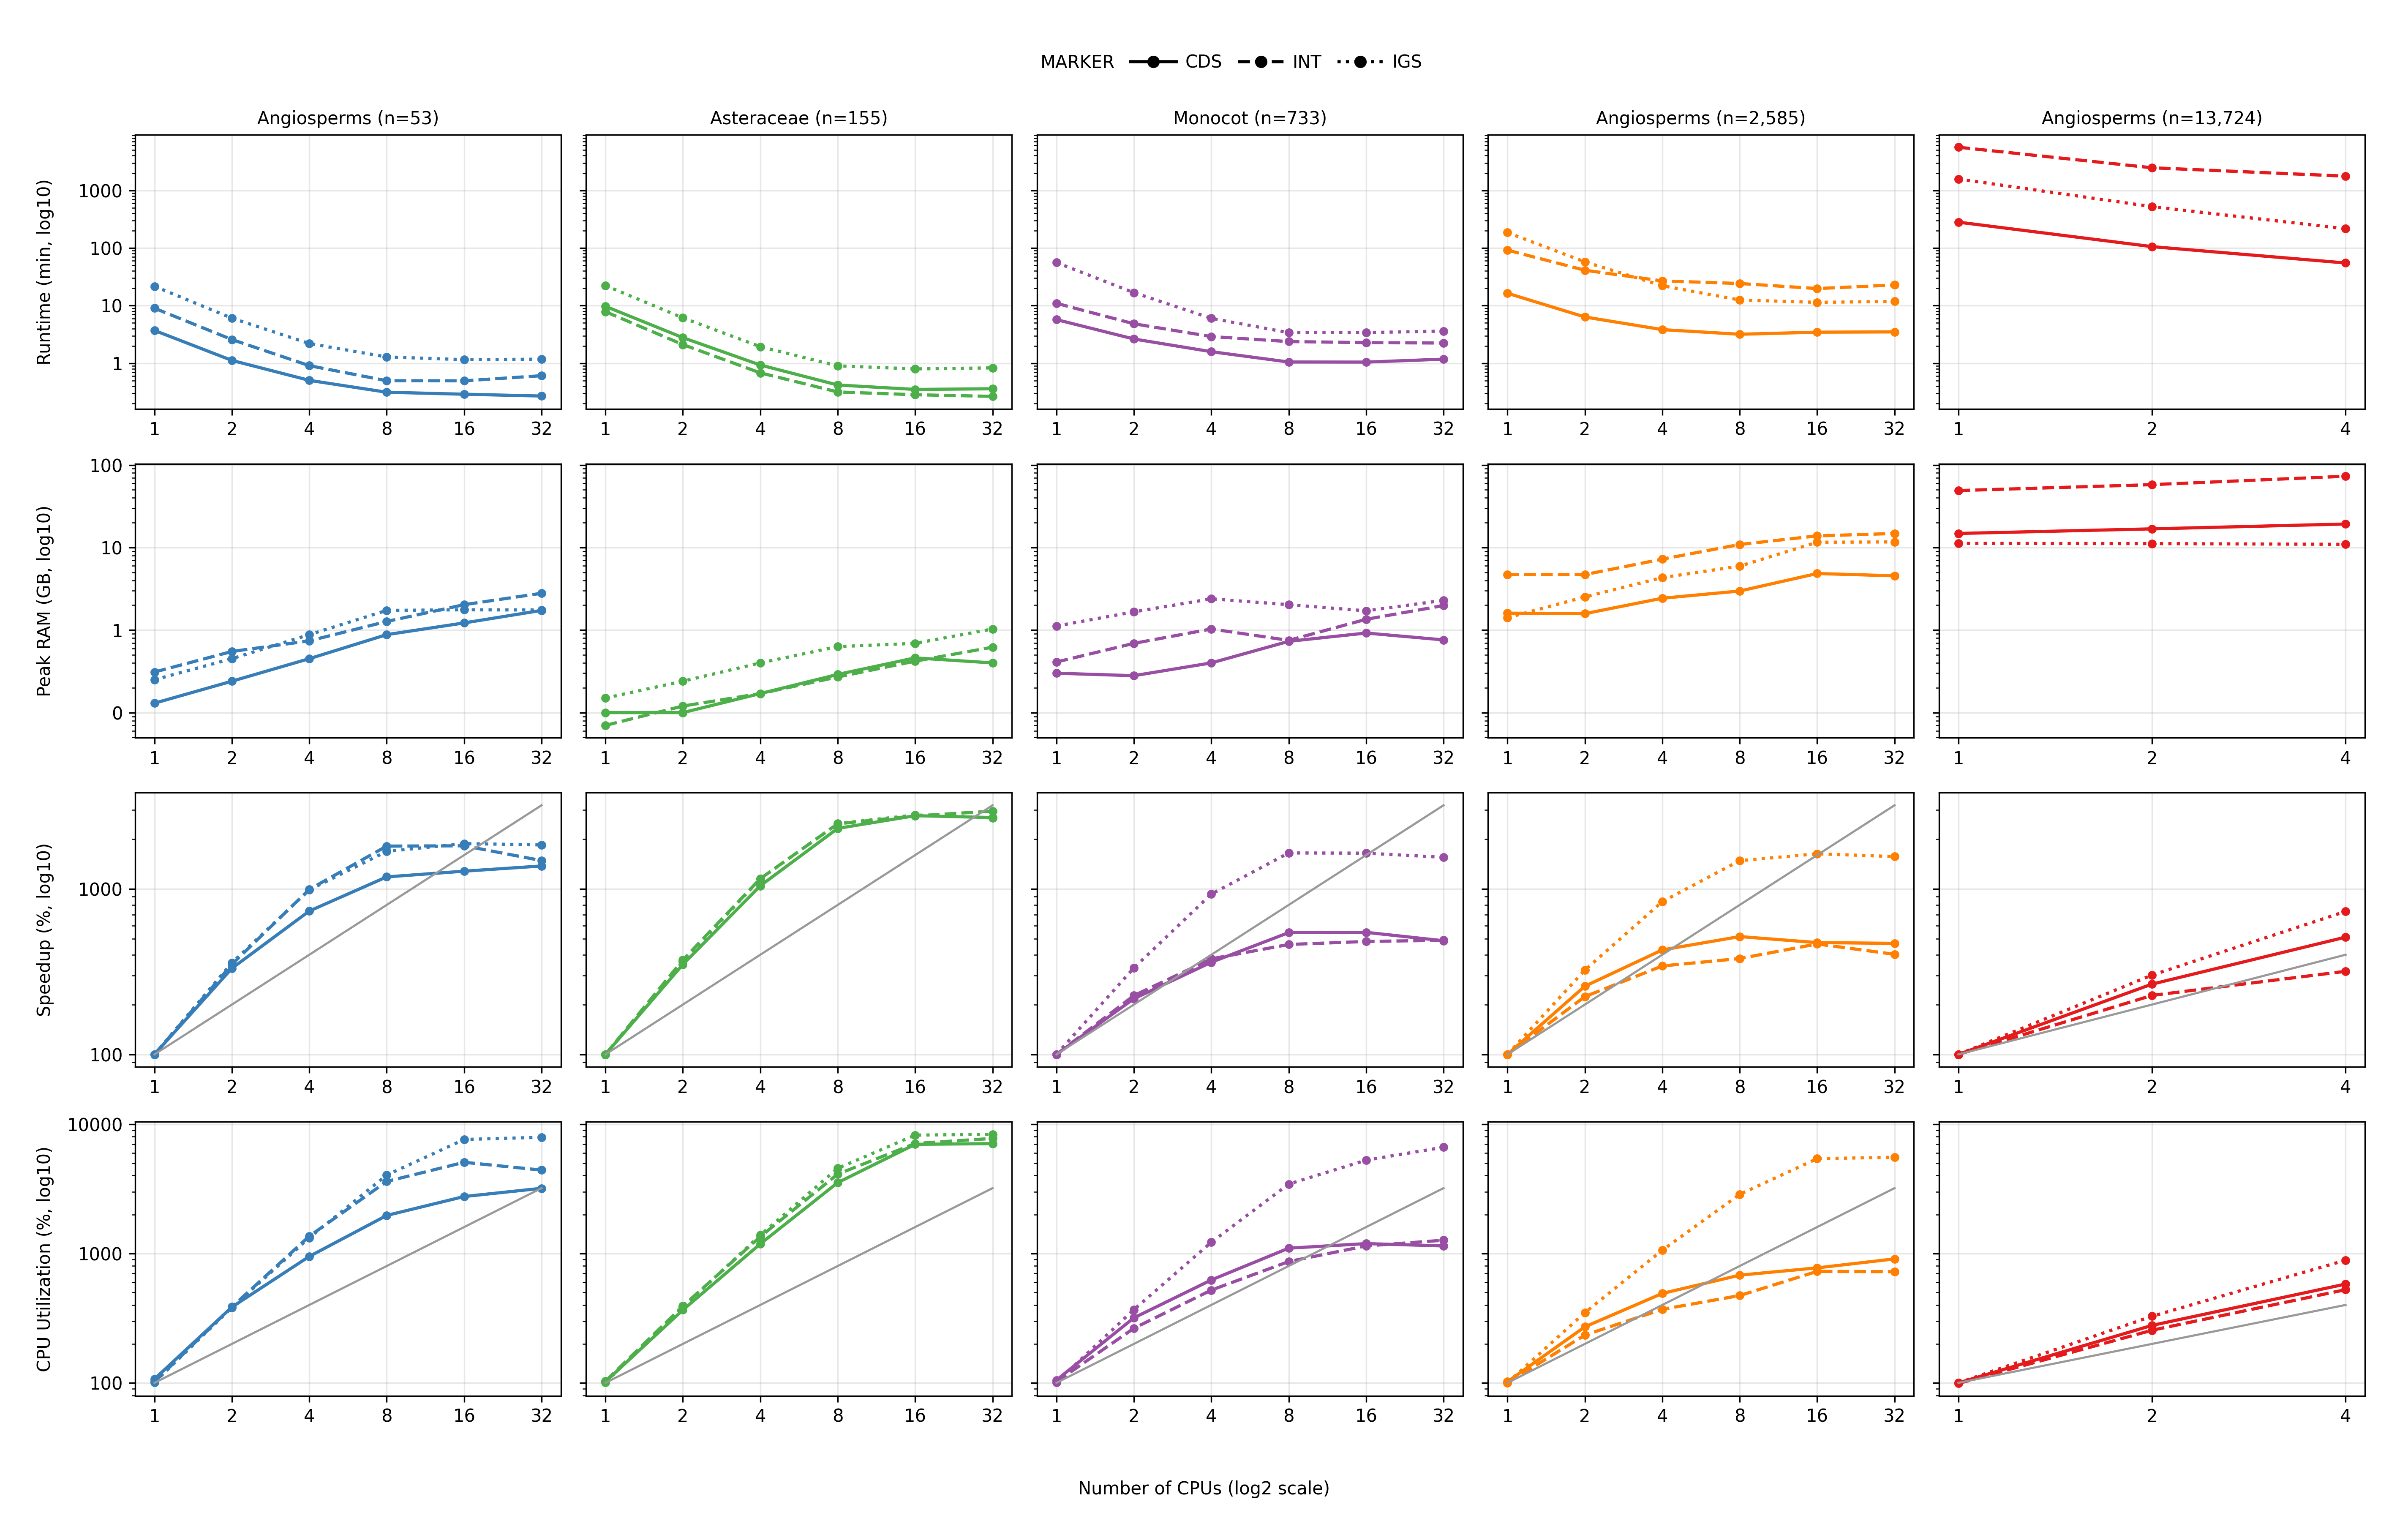 MARKER CDS INT IGS
Angiosperms (n=53) Asteraceae (n=155) Monocot (n=733) Angiosperms (n=2,585) Angiosperms (n=13,724)
Runtime (min, log10)
1000
100
10
1
1 2 4 8 16 32 1 2 4 8 16 32 1 2 4 8 16 32 1 2 4 8 16 32 1 2 4
Peak RAM (GB, log10)
100
10
1
0
1 2 4 8 16 32 1 2 4 8 16 32 1 2 4 8 16 32 1 2 4 8 16 32 1 2 4
Speedup (%, log10)
1000
100
1 2 4 8 16 32 1 2 4 8 16 32 1 2 4 8 16 32 1 2 4 8 16 32 1 2 4
CPU Utilization (%, log10)
10000
1000
100
1 2 4 8 16 32 1 2 4 8 16 32 1 2 4 8 16 32 1 2 4 8 16 32 1 2 4
Number of CPUs (log2 scale)